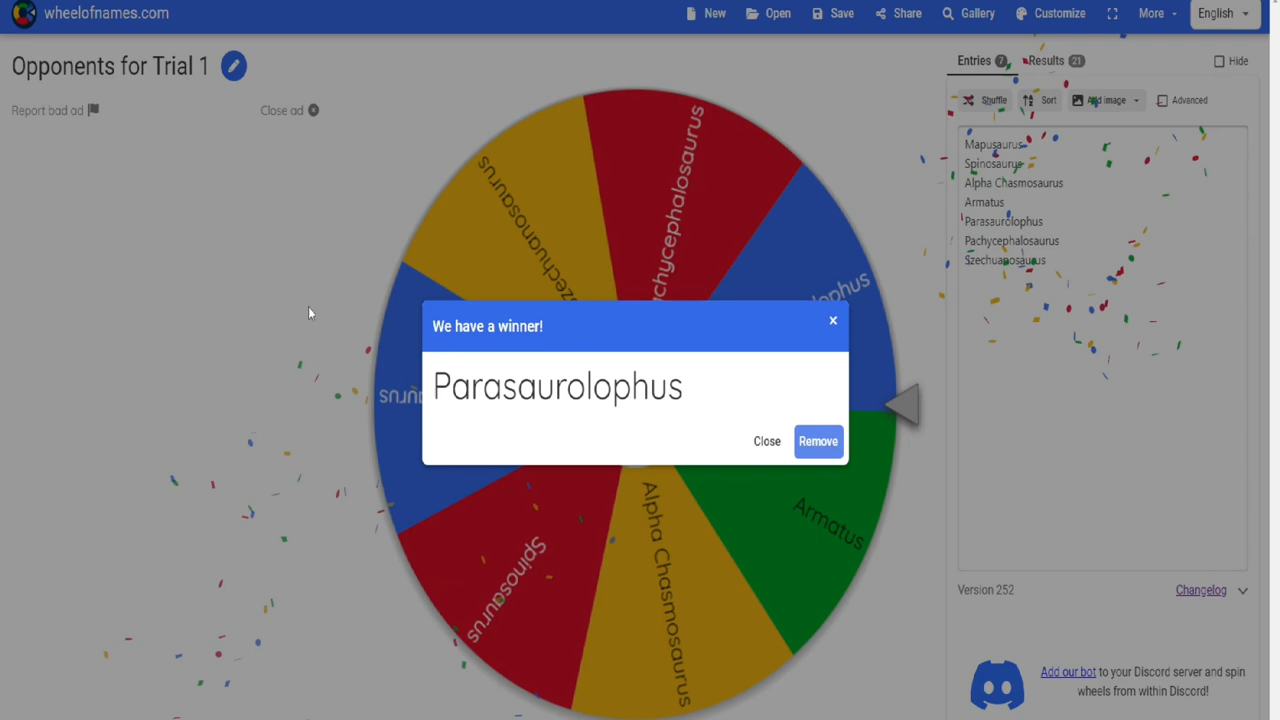 wheelofnames.com
New
Open
Save
Share
Gallery
Customize
More
English
Opponents for Trial 1
Report bad ad
Close ad
Entries 7
Results 21
Hide
Shuffle
Sort
Add image
Advanced
Mapusaurus
Spinosaurus
Alpha Chasmosaurus
Armatus
Parasaurolophus
Pachycephalosaurus
Szechuanosaurus
zechuanosaurus
achycephalosaurus
olophus
Armatus
Alpha Chasmosaurus
Spinosaurus
We have a winner!
Parasaurolophus
Close
Remove
Version 252
Changelog
Add our bot to your Discord server and spin
wheels from within Discord!